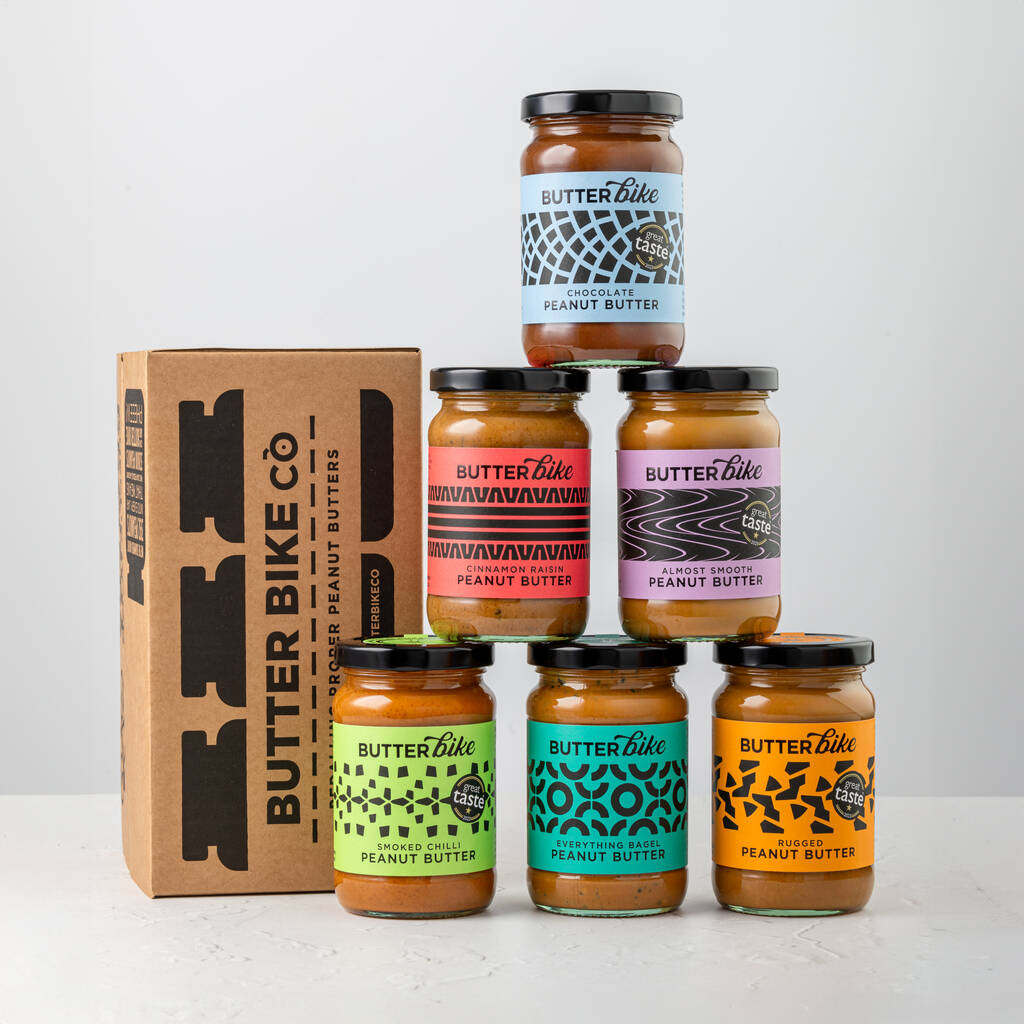 BUTTER bike
great
taste
CHOCOLATE
PEANUT BUTTER
BUTTER bike
CINNAMON RAISIN
PEANUT BUTTER
BUTTER bike
great
taste
ALMOST SMOOTH
PEANUT BUTTER
BUTTER BIKE CO
PROPER PEANUT BUTTERS
TERBIKECO
BUTTER bike
great
taste
SMOKED CHILLI
PEANUT BUTTER
BUTTER bike
EVERYTHING BAGEL
PEANUT BUTTER
BUTTER bike
great
taste
RUGGED
PEANUT BUTTER